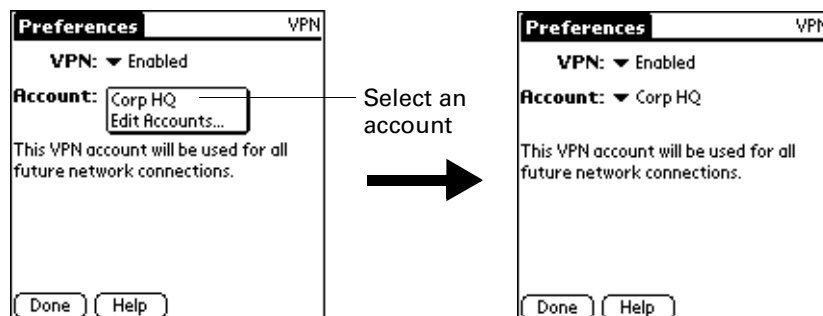 Preferences VPN
VPN: Enabled
Account: Corp HQ
Edit Accounts...
This VPN account will be used for all
future network connections.
Done Help
Select an
account
Preferences VPN
VPN: Enabled
Account: Corp HQ
This VPN account will be used for all
future network connections.
Done Help